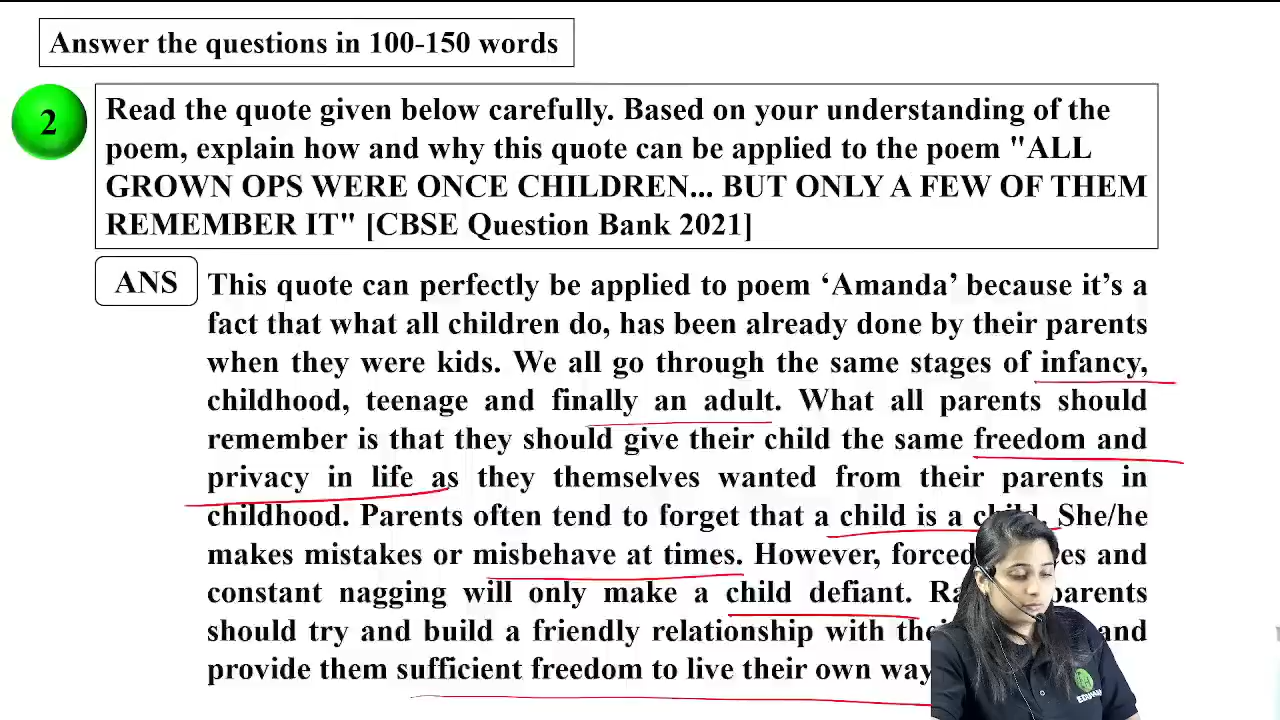 Answer the questions in 100-150 words
2
Read the quote given below carefully. Based on your understanding of the
poem, explain how and why this quote can be applied to the poem "ALL
GROWN OPS WERE ONCE CHILDREN... BUT ONLY A FEW OF THEM
REMEMBER IT" [CBSE Question Bank 2021]
ANS
This quote can perfectly be applied to poem ‘Amanda’ because it’s a
fact that what all children do, has been already done by their parents
when they were kids. We all go through the same stages of infancy,
childhood, teenage and finally an adult. What all parents should
remember is that they should give their child the same freedom and
privacy in life as they themselves wanted from their parents in
childhood. Parents often tend to forget that a child is a child. She/he
makes mistakes or misbehave at times. However, forced and
constant nagging will only make a child defiant. parents
should try and build a friendly relationship with and
provide them sufficient freedom to live their own way